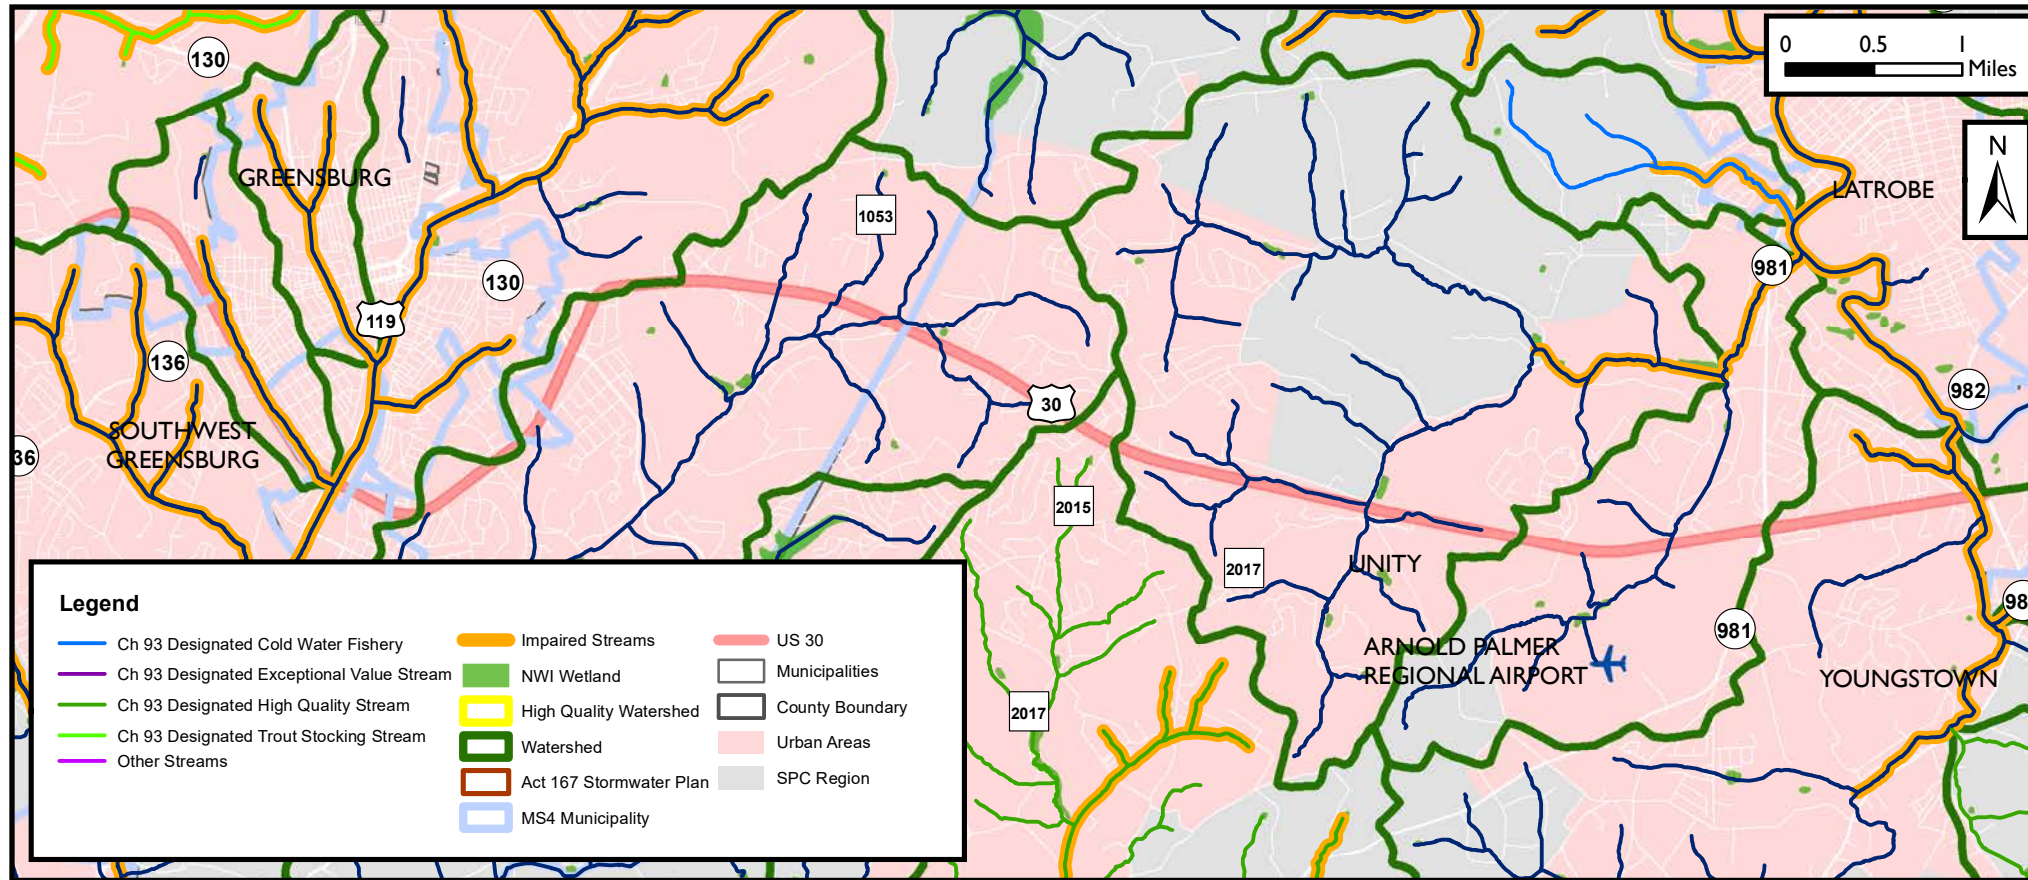 130
GREENSBURG
119
130
136
SOUTHWEST
GREENSBURG
36
1053
30
2015
2017
2017
UNITY
ARNOLD PALMER
REGIONAL AIRPORT
981
981
982
98
LATROBE
YOUNGSTOWN
0 0.5 1
Miles
N
Legend
Ch 93 Designated Cold Water Fishery
Ch 93 Designated Exceptional Value Stream
Ch 93 Designated High Quality Stream
Ch 93 Designated Trout Stocking Stream
Other Streams
Impaired Streams
NWI Wetland
High Quality Watershed
Watershed
Act 167 Stormwater Plan
MS4 Municipality
US 30
Municipalities
County Boundary
Urban Areas
SPC Region